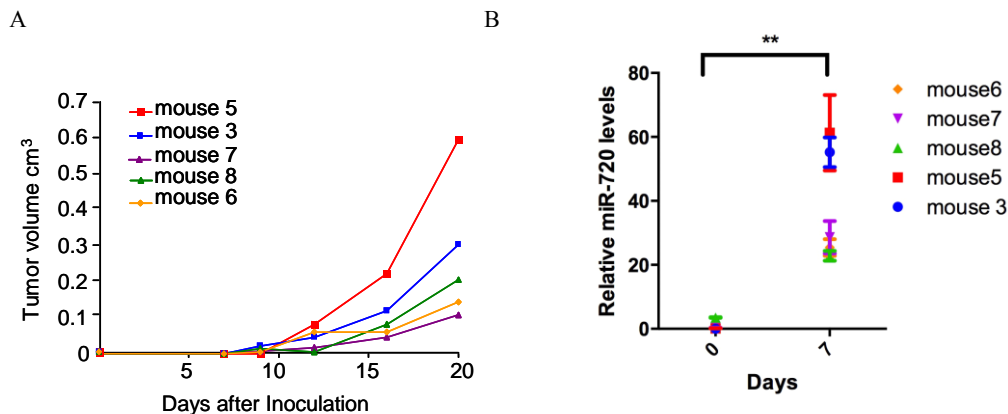 A
B
Tumor volume cm3
0.7
0.6
0.5
0.4
0.3
0.2
0.1
0
mouse 5
mouse 3
mouse 7
mouse 8
mouse 6
5
10
15
20
Days after Inoculation
**
Relative miR-720 levels
80
60
40
20
0
0
7
Days
mouse6
mouse7
mouse8
mouse5
mouse 3